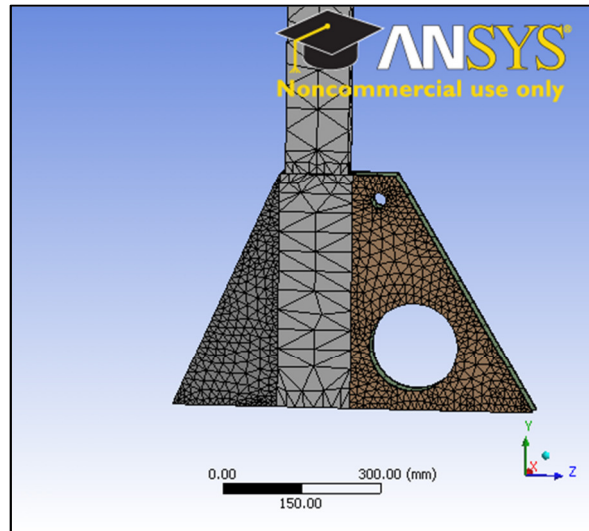 ANSYS®
Noncommercial use only
Y
X
Z
0.00
300.00 (mm)
150.00